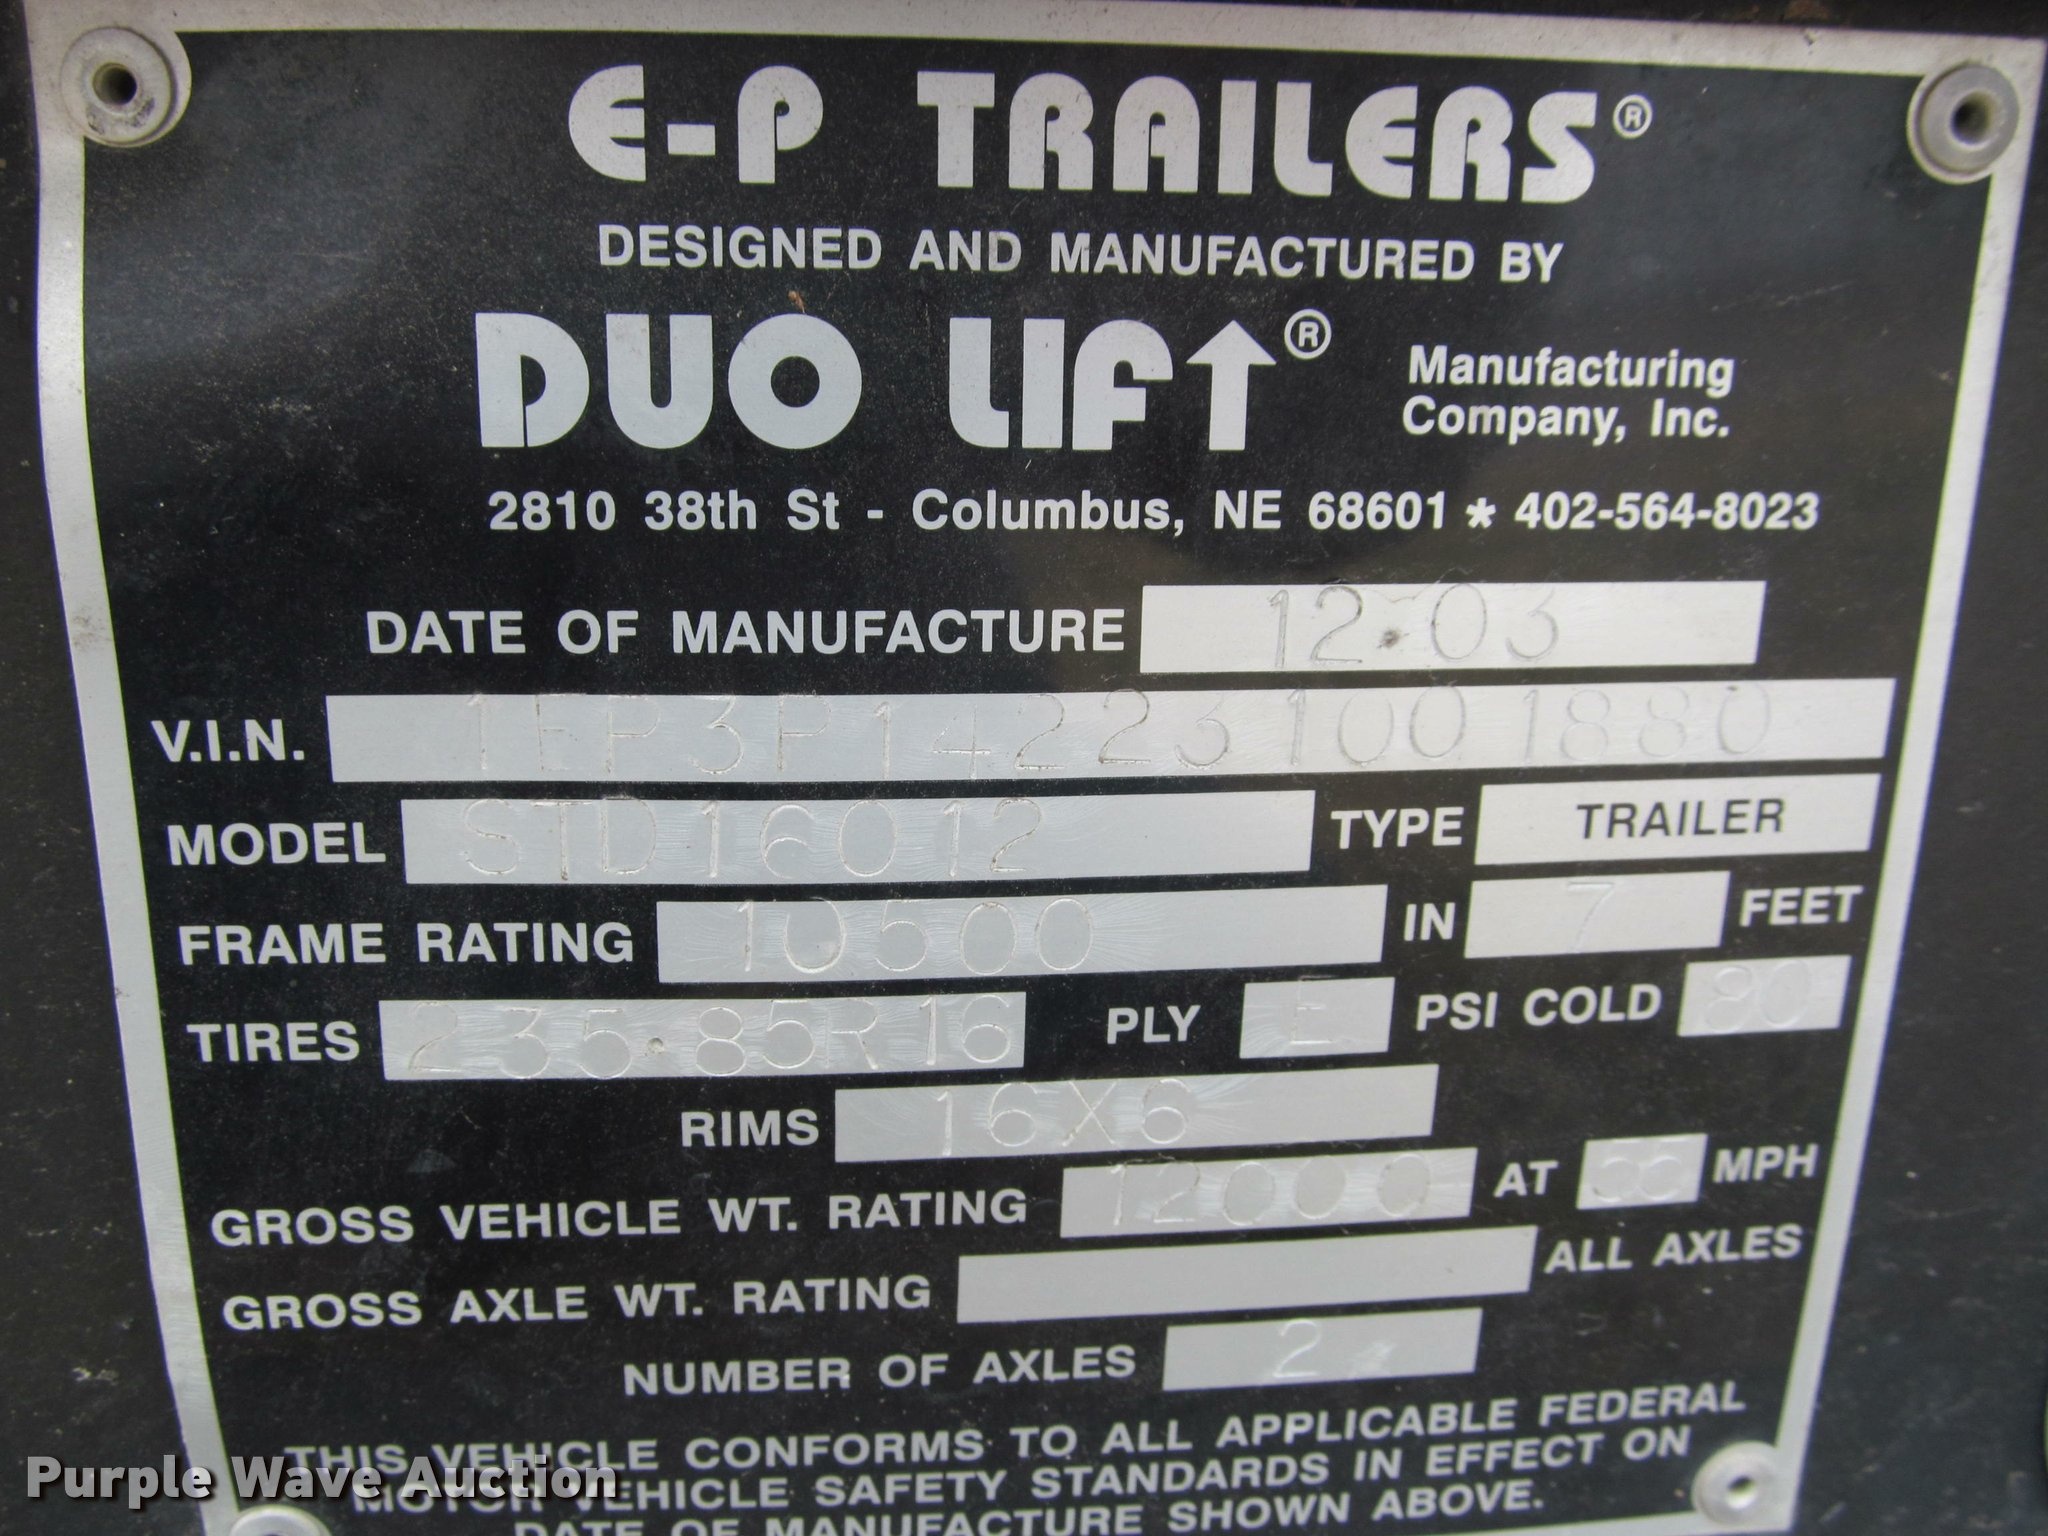 E-P TRAILERS®
DESIGNED AND MANUFACTURED BY
DUO LIFT® Manufacturing Company, Inc.
2810 38th St - Columbus, NE 68601 * 402-564-8023
DATE OF MANUFACTURE 12.03
V.I.N. 1EP3P142231001880
MODEL STD16012 TYPE TRAILER
FRAME RATING 10500 IN 7 FEET
TIRES 235.85R16 PLY E PSI COLD 80
RIMS 16X6
GROSS VEHICLE WT. RATING 12000 AT 55 MPH
GROSS AXLE WT. RATING ALL AXLES
NUMBER OF AXLES 2
THIS VEHICLE CONFORMS TO ALL APPLICABLE FEDERAL
MOTOR VEHICLE SAFETY STANDARDS IN EFFECT ON
DATE OF MANUFACTURE SHOWN ABOVE.
Purple Wave Auction